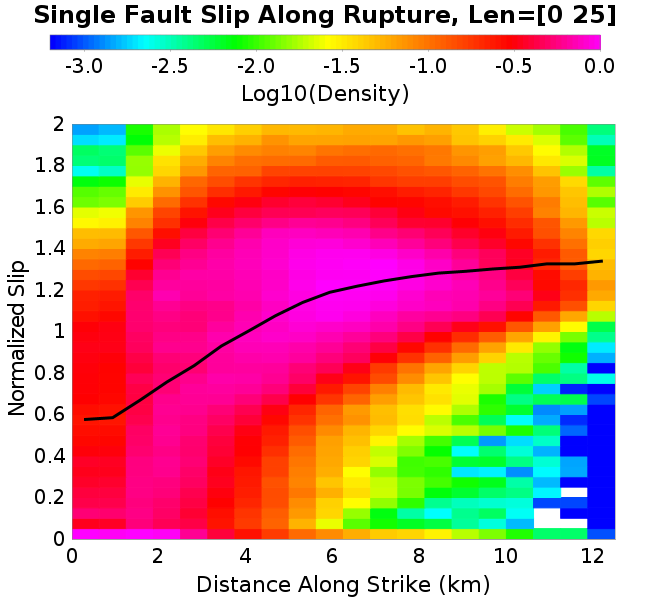 Single Fault Slip Along Rupture, Len=[0 25]
-3.0 -2.5 -2.0 -1.5 -1.0 -0.5 0.0
Log10(Density)
2
1.8
1.6
1.4
1.2
1
0.8
0.6
0.4
0.2
0
Normalized Slip
0 2 4 6 8 10 12
Distance Along Strike (km)